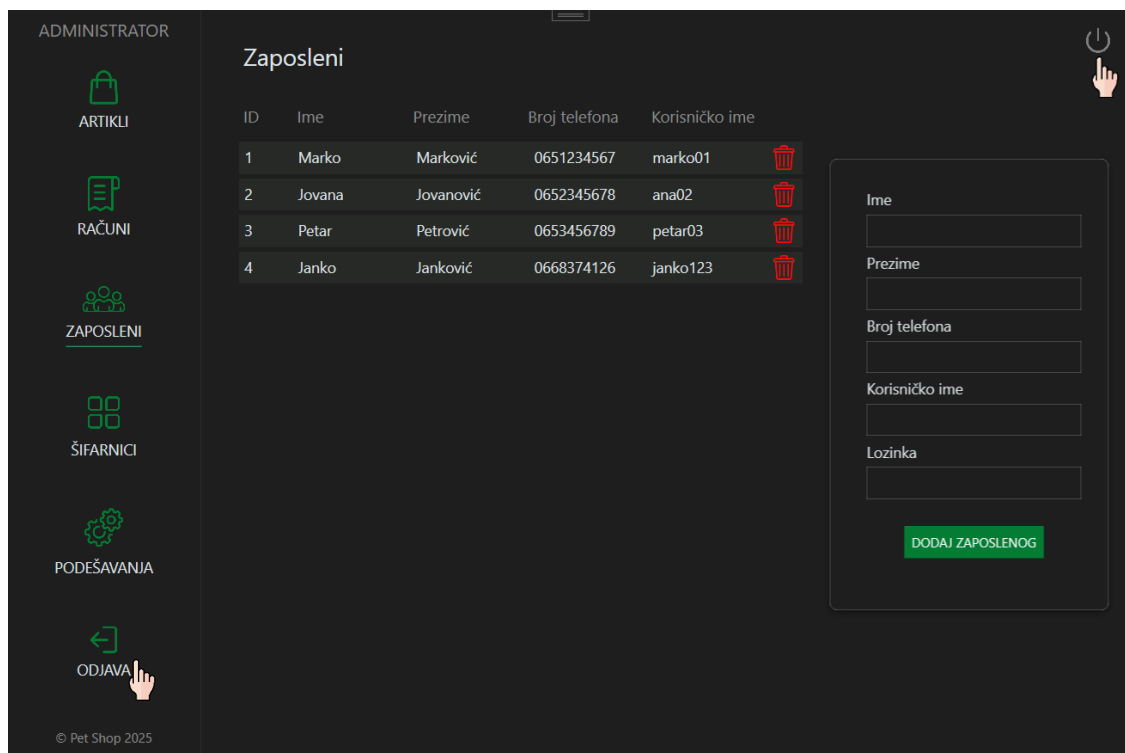 ADMINISTRATOR
ARTIKLI
RAČUNI
ZAPOSLENI
ŠIFARNICI
PODEŠAVANJA
ODJAVA
© Pet Shop 2025
Zaposleni
ID Ime Prezime Broj telefona Korisničko ime
1 Marko Marković 0651234567 marko01
2 Jovana Jovanović 0652345678 ana02
3 Petar Petrović 0653456789 petar03
4 Janko Janković 0668374126 janko123
Ime
Prezime
Broj telefona
Korisničko ime
Lozinka
DODAJ ZAPOSLENOG